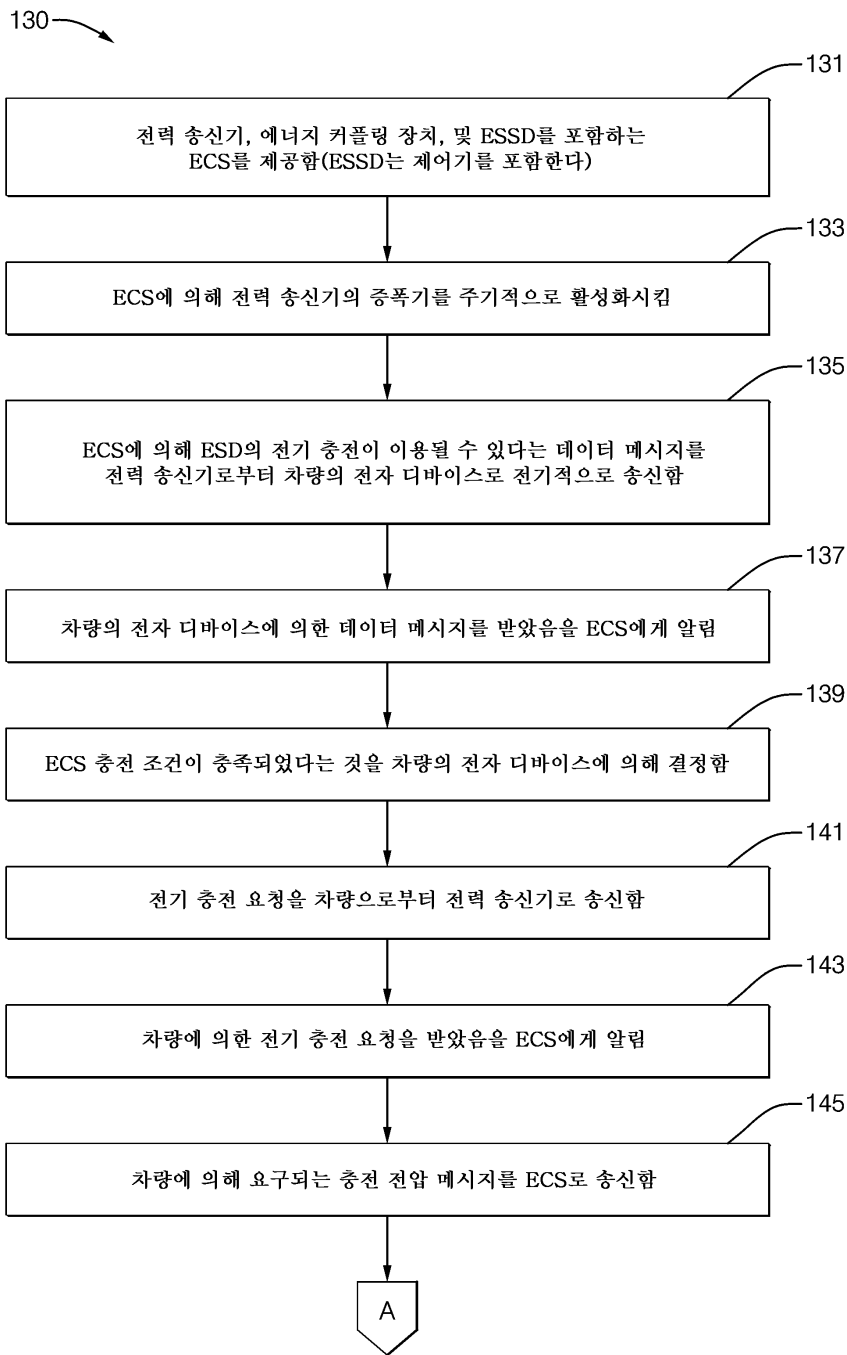 130
131
전력 송신기, 에너지 커플링 장치, 및 ESSD를 포함하는
ECS를 제공함(ESSD는 제어기를 포함한다)
133
ECS에 의해 전력 송신기의 증폭기를 주기적으로 활성화시킴
135
ECS에 의해 ESD의 전기 충전이 이용될 수 있다는 데이터 메시지를
전력 송신기로부터 차량의 전자 디바이스로 전기적으로 송신함
137
차량의 전자 디바이스에 의한 데이터 메시지를 받았음을 ECS에게 알림
139
ECS 충전 조건이 충족되었다는 것을 차량의 전자 디바이스에 의해 결정함
141
전기 충전 요청을 차량으로부터 전력 송신기로 송신함
143
차량에 의한 전기 충전 요청을 받았음을 ECS에게 알림
145
차량에 의해 요구되는 충전 전압 메시지를 ECS로 송신함
A